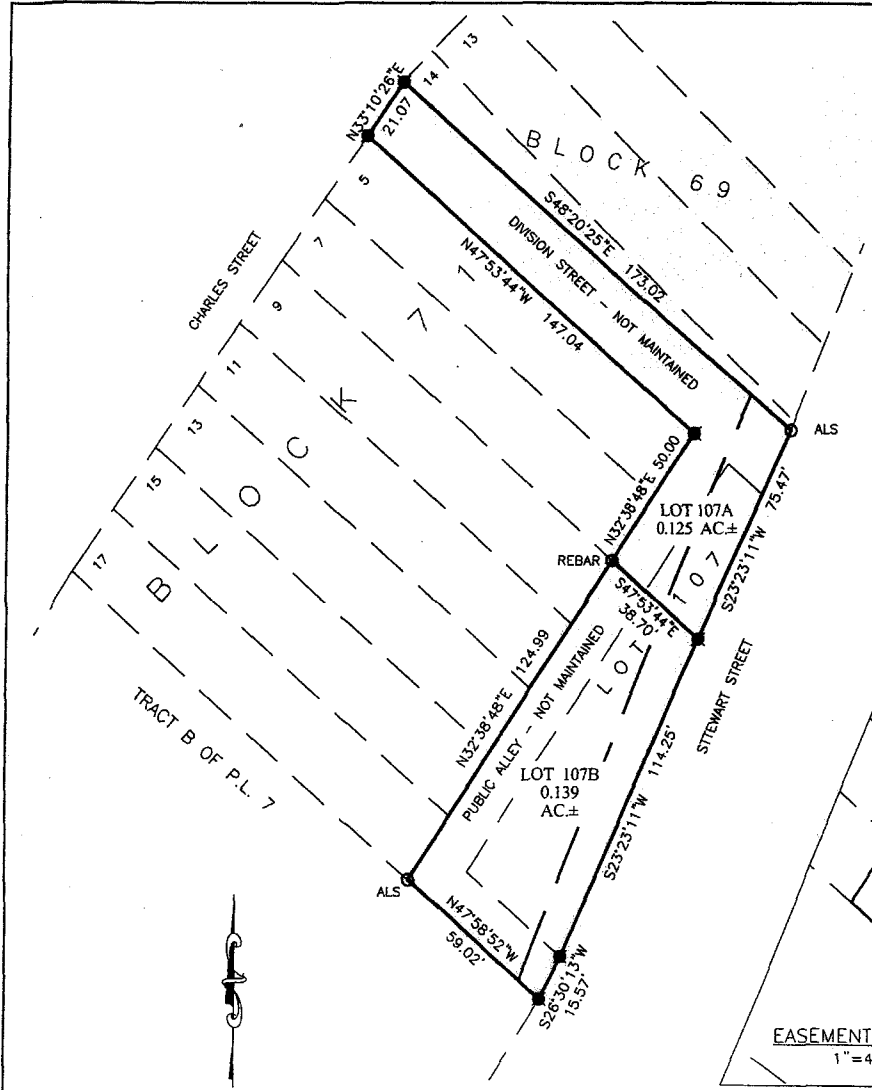 13
14
N33°10'26"E
21.07
BLOCK 69
5
S48°20'25"E 173.02
DIVISION STREET - NOT MAINTAINED
CHARLES STREET
7
N47°53'44"W 147.04
9
11
BLOCK 71
13
ALS
N32°38'48"E 50.00
15
LOT 107A
0.125 AC.±
S23°23'11"W 75.47'
17
REBAR
S47°53'44"E
38.70'
LOT 107
N32°38'48"E 124.99
PUBLIC ALLEY - NOT MAINTAINED
STTEWART STREET
TRACT B OF P.L. 7
LOT 107B
0.139
AC.±
S23°23'11"W 114.25'
ALS
N47°58'52"W
59.02'
S26°30'13"W
15.57'
EASEMENT
1"=4